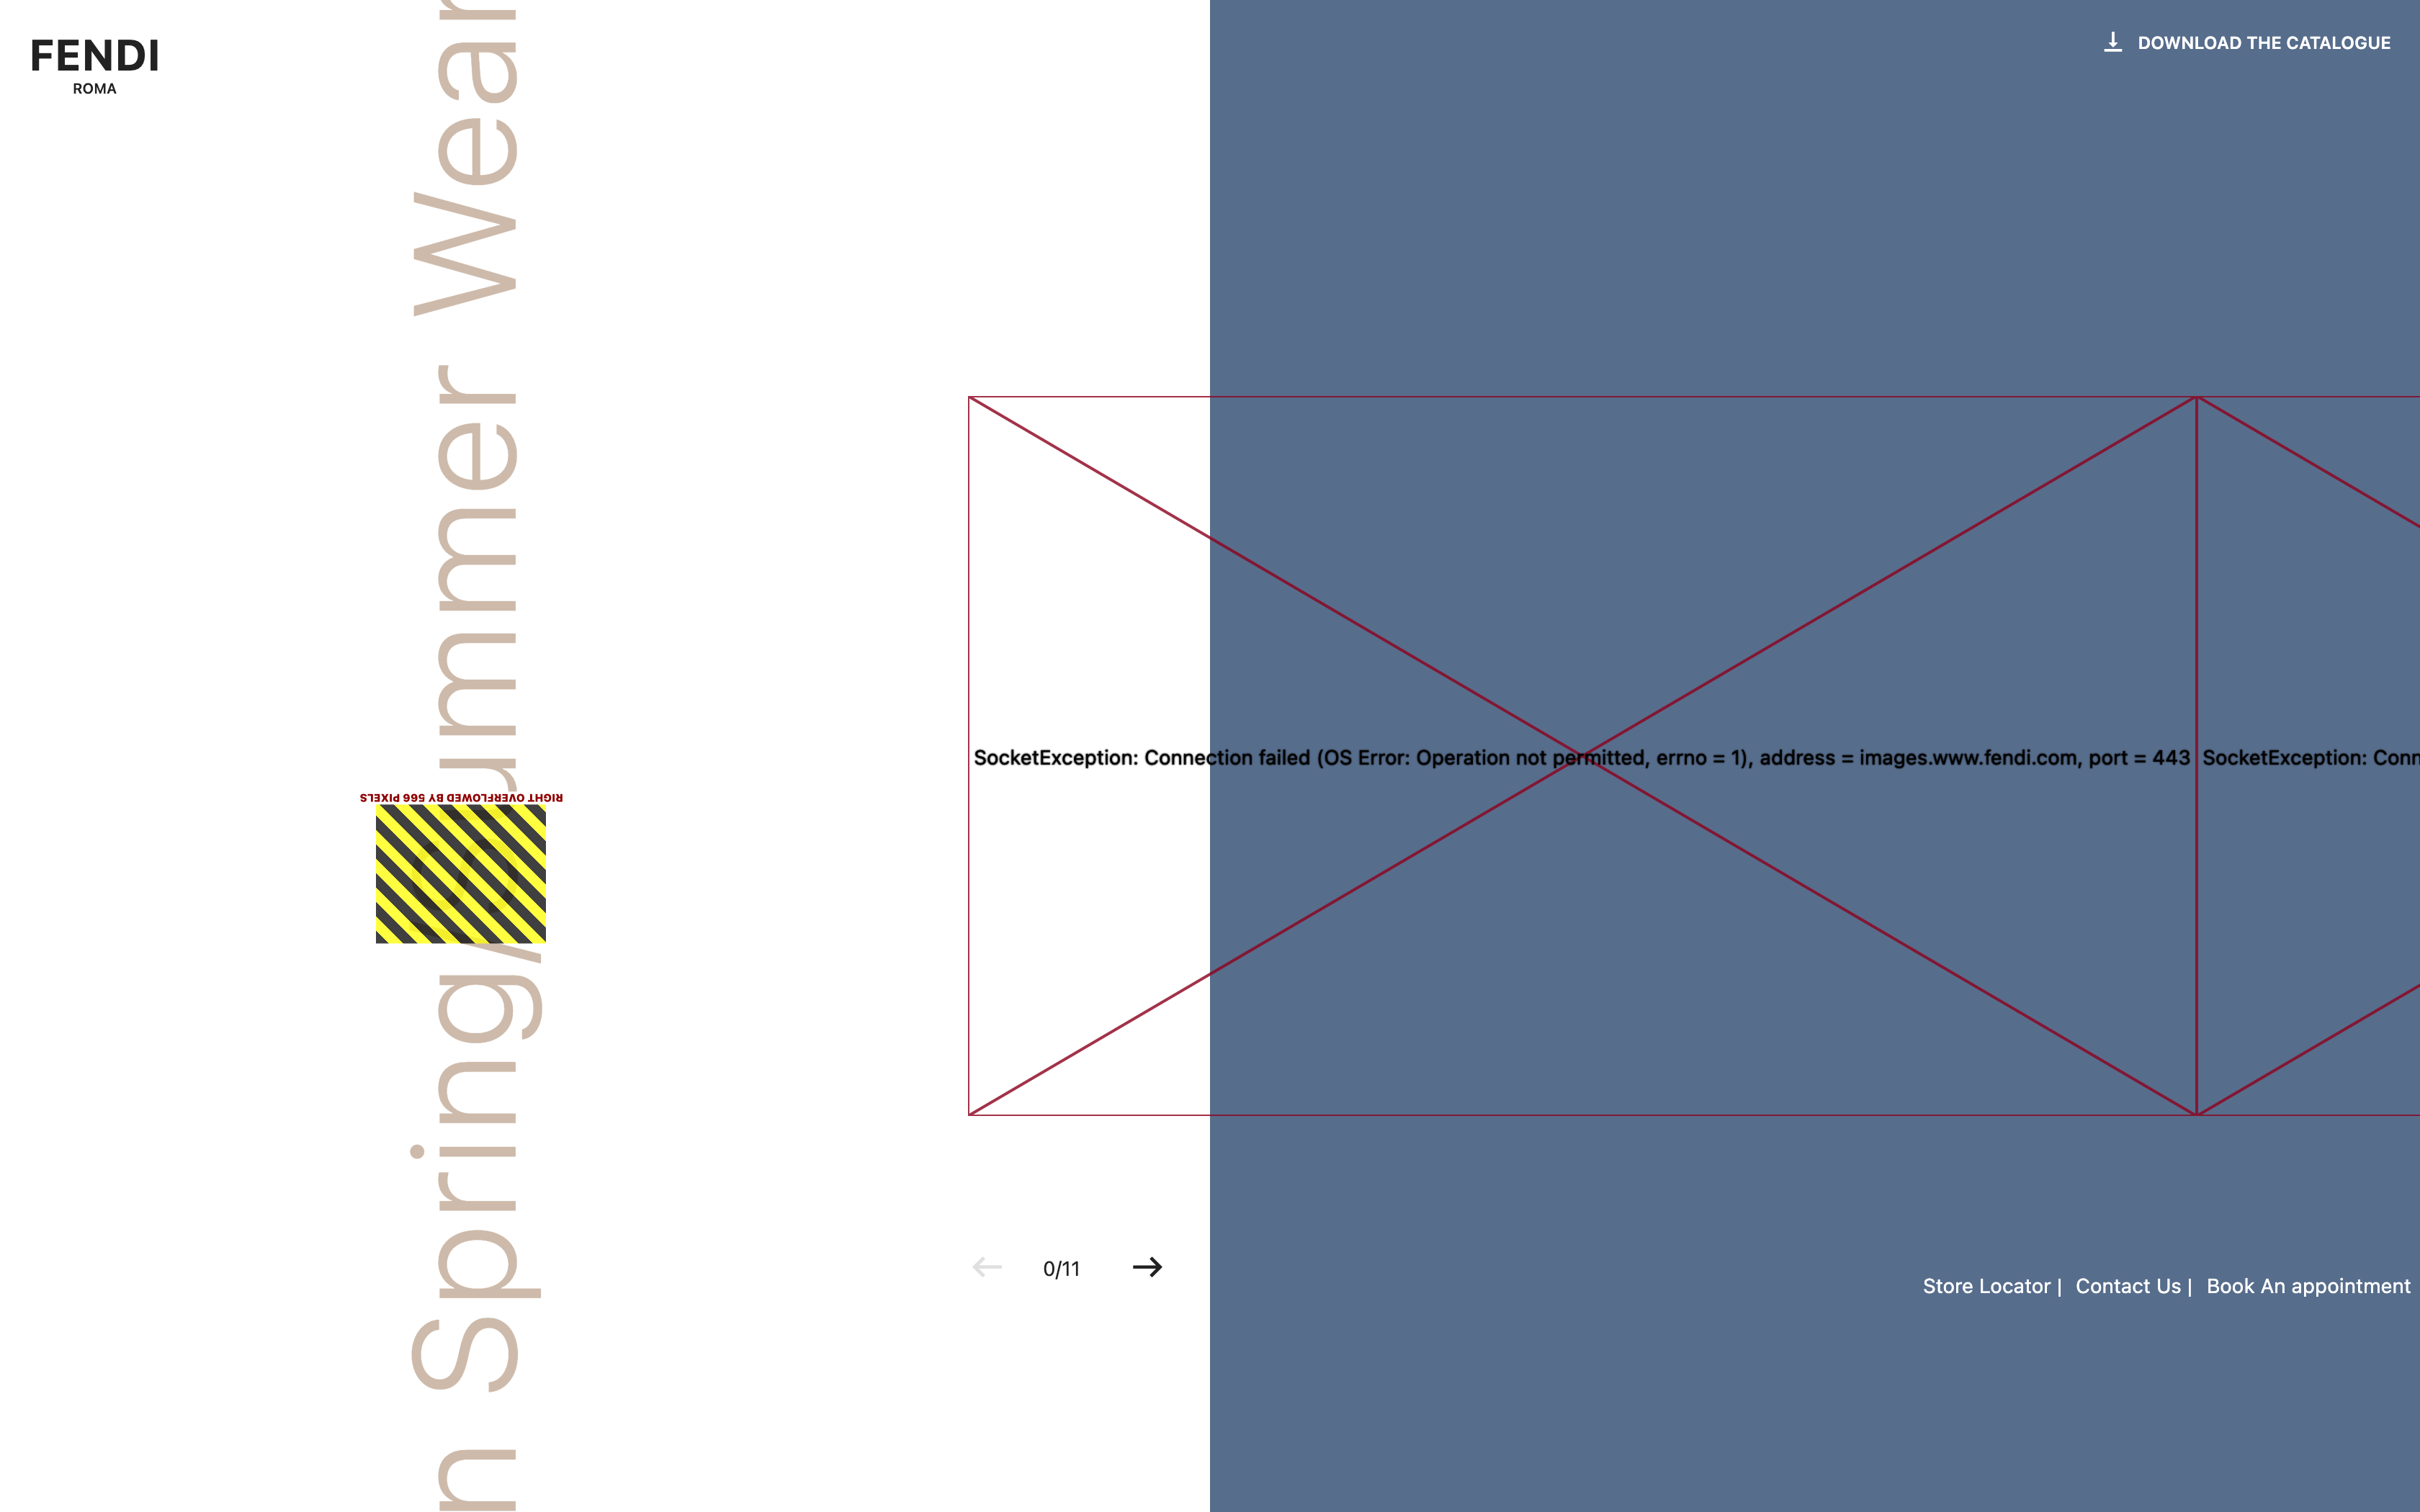 FENDI
ROMA
DOWNLOAD THE CATALOGUE
n Spring/ ummer Wear
RIGHT OVERFLOWED BY 566 PIXELS
SocketException: Connection failed (OS Error: Operation not permitted, errno = 1), address = images.www.fendi.com, port = 443
SocketException: Conn
0/11
Store Locator | Contact Us | Book An appointment